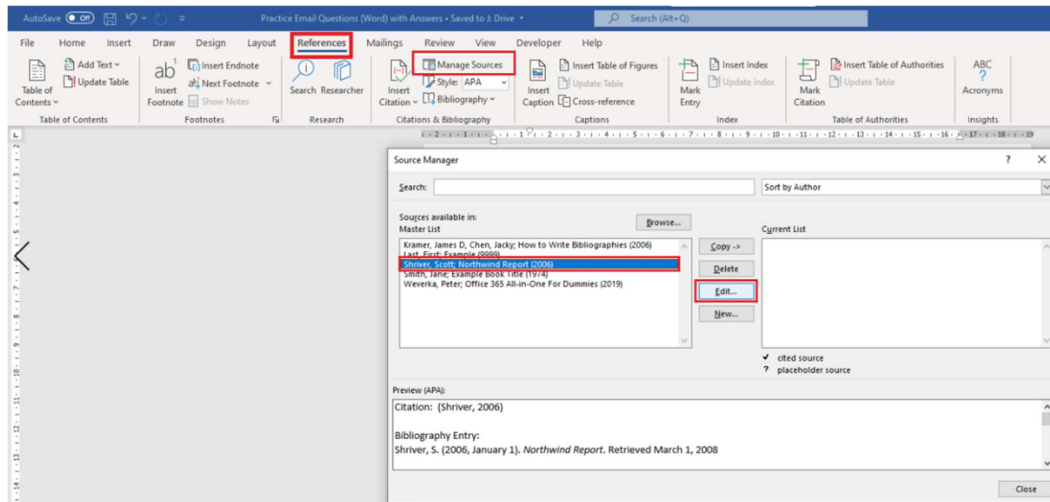 AutoSave Off Practice Email Questions (Word) with Answers • Saved to J: Drive Search (Alt+Q)
File Home Insert Draw Design Layout References Mailings Review View Developer Help
Table of Contents
Add Text
Update Table
Table of Contents
ab1
Insert Footnote
Insert Endnote
Next Footnote
Show Notes
Footnotes
Search Researcher
Research
Insert Citation
Manage Sources
Style: APA
Bibliography
Citations & Bibliography
Insert Caption
Insert Table of Figures
Update Table
Cross-reference
Captions
Mark Entry
Insert Index
Update Index
Index
Mark Citation
Insert Table of Authorities
Update Table
Table of Authorities
ABC
?
Acronyms
Insights
Source Manager ? X
Search: Sort by Author
Sources available in:
Master List Browse... Current List
Kramer, James D, Chen, Jacky; How to Write Bibliographies (2006)
Last, First; Example (9999)
Shriver, Scott; Northwind Report (2006)
Smith, Jane; Example Book Title (1974)
Weverka, Peter; Office 365 All-in-One For Dummies (2019)
Copy ->
Delete
Edit...
New...
✓ cited source
? placeholder source
Preview (APA):
Citation: (Shriver, 2006)
Bibliography Entry:
Shriver, S. (2006, January 1). Northwind Report. Retrieved March 1, 2008
Close